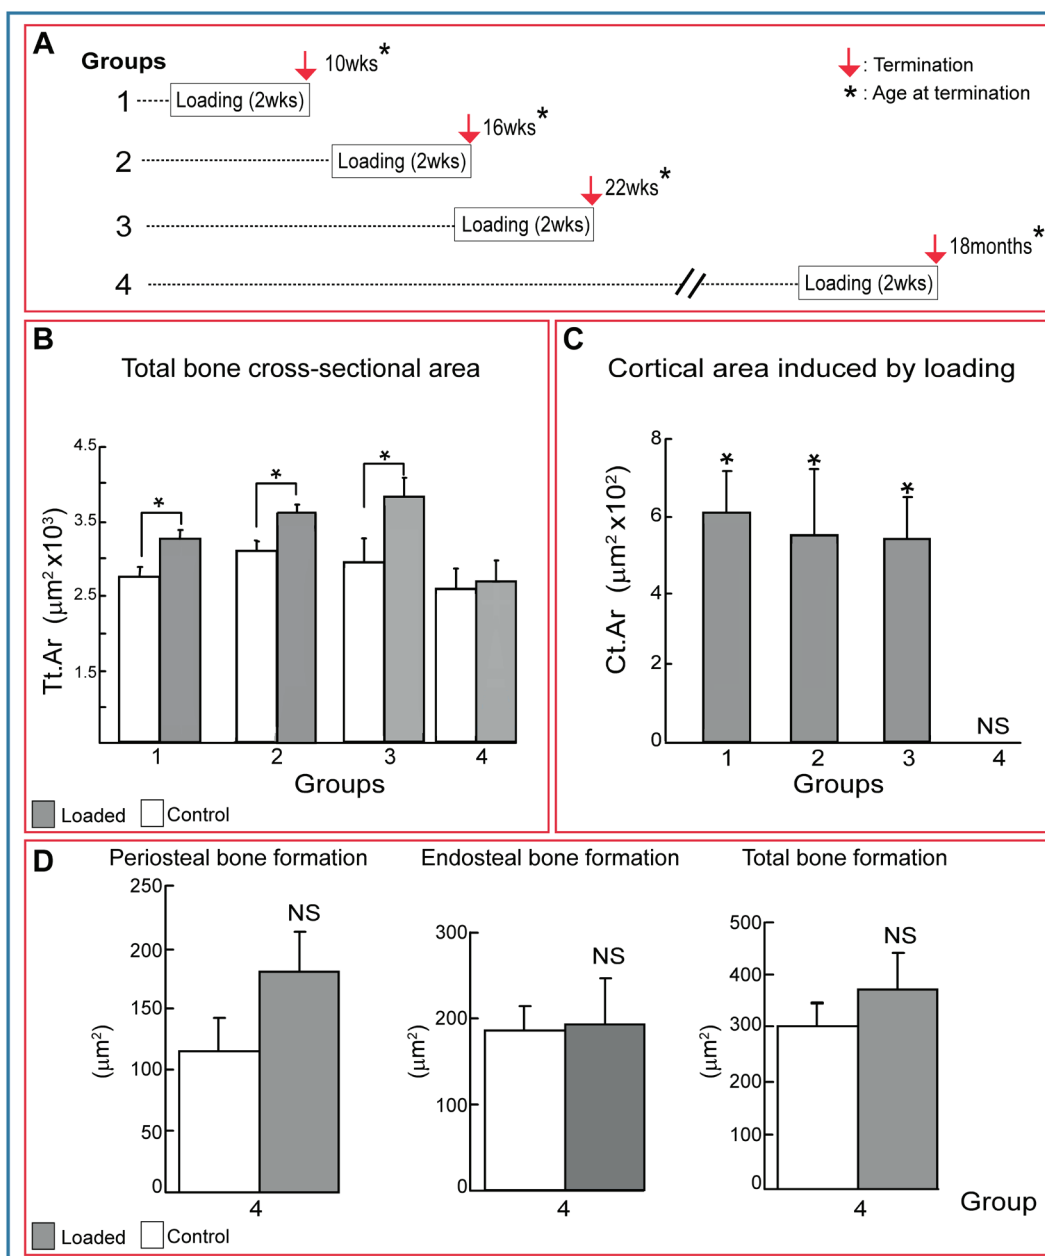 A
Groups
1 Loading (2wks) 10wks*
2 Loading (2wks) 16wks*
3 Loading (2wks) 22wks*
4 Loading (2wks) 18months*
: Termination
* : Age at termination
B
Total bone cross-sectional area
Tt.Ar (μm² x10³)
4.5
3.5
2.5
1.5
* * *
1 2 3 4
Groups
Loaded Control
C
Cortical area induced by loading
Ct.Ar (μm² x10²)
8
6
4
2
0
* * * NS
1 2 3 4
Groups
D
Periosteal bone formation
(μm²)
250
200
150
100
50
0
NS
4
Endosteal bone formation
(μm²)
300
200
100
0
NS
4
Total bone formation
(μm²)
500
400
300
200
100
0
NS
4
Group
Loaded Control